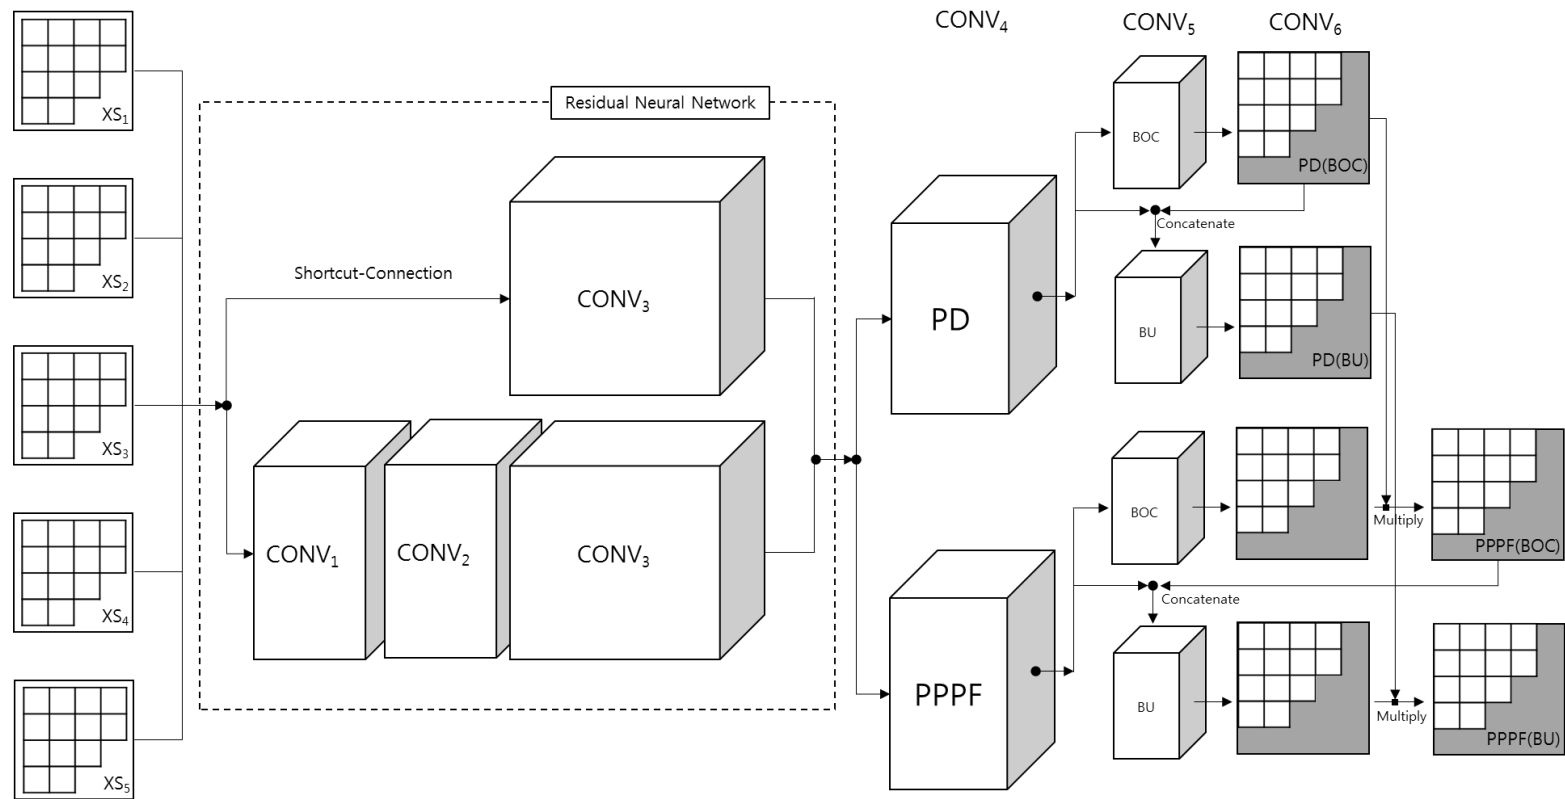 CONV4
CONV5
CONV6
XS1
Residual Neural Network
BOC
PD(BOC)
Concatenate
XS2
Shortcut-Connection
CONV3
PD
BU
PD(BU)
XS3
BOC
Multiply
PPPF(BOC)
CONV1
CONV2
CONV3
Concatenate
XS4
PPPF
BU
Multiply
PPPF(BU)
XS5